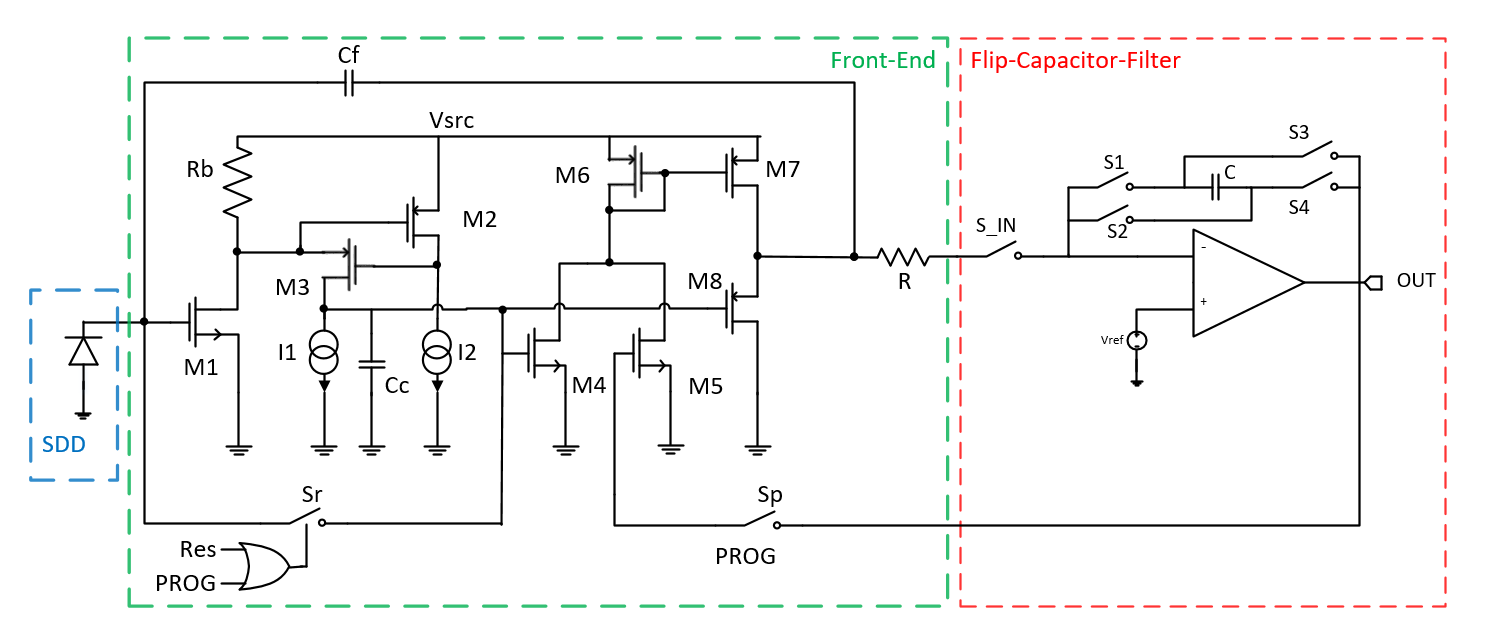 Cf
Front-End
Flip-Capacitor-Filter
Vsrc
S3
Rb
M6
M7
S1
C
M2
S4
S_IN
S2
-
M3
M8
R
OUT
+
I1
I2
Vref
M1
Cc
M4
M5
SDD
Sr
Sp
Res
PROG
PROG